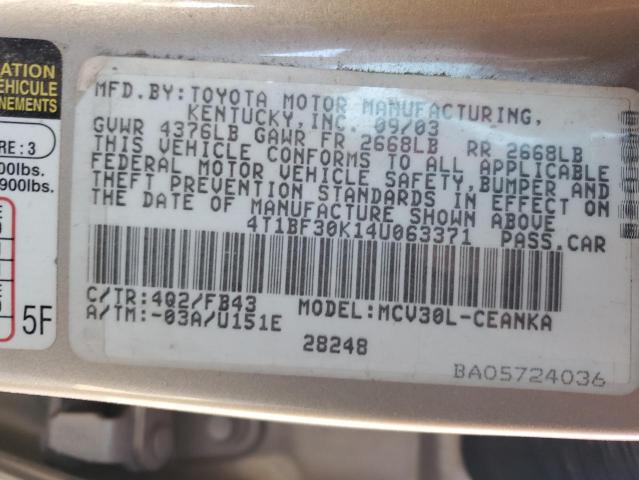 ATION
VÉHICULE
NEMENTS
RE : 3
00lbs.
900lbs.
5F
MFD.BY:TOYOTA MOTOR MANUFACTURING,
KENTUCKY,INC. 09/03
GVWR 4376LB GAWR FR 2668LB RR 2668LB
THIS VEHICLE CONFORMS TO ALL APPLICABLE
FEDERAL MOTOR VEHICLE SAFETY,BUMPER AND
THEFT PREVENTION STANDARDS IN EFFECT ON
THE DATE OF MANUFACTURE SHOWN ABOVE
4T1BF30K14U063371 PASS.CAR
C/TR:4Q2/FB43 MODEL:MCV30L-CEANKA
A/TM:-03A/U151E
28248
BA05724036